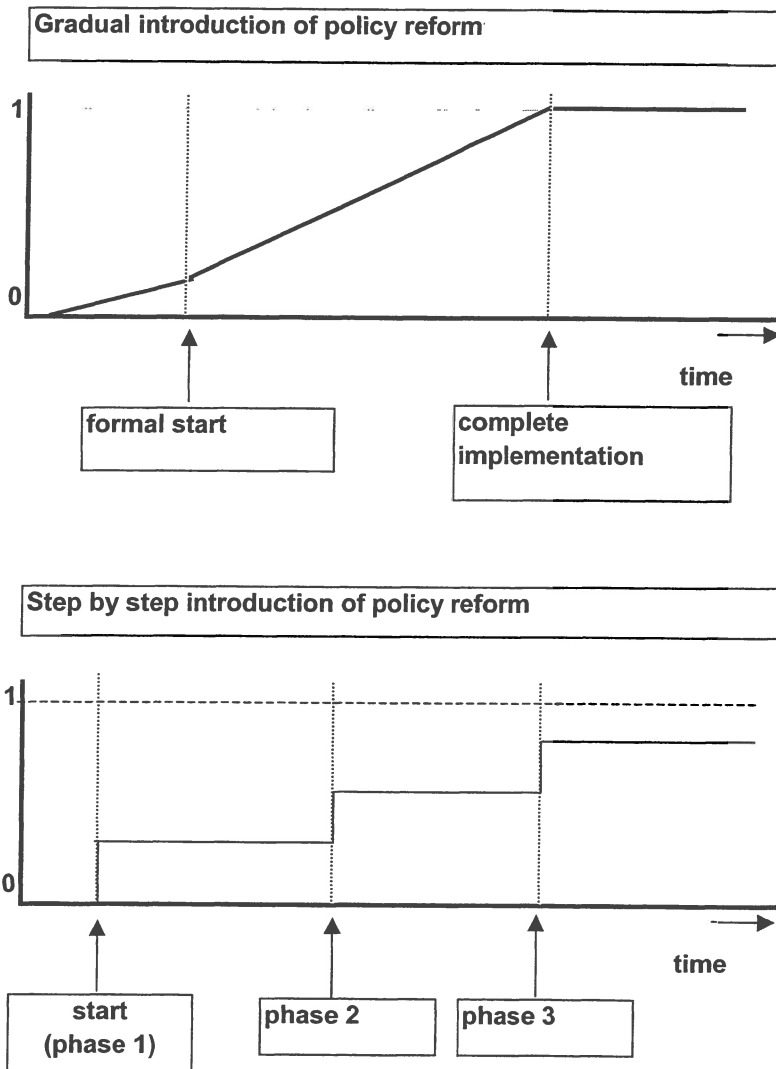 Gradual introduction of policy reform
1
0
time
formal start
complete
implementation
Step by step introduction of policy reform
1
0
time
start
(phase 1)
phase 2
phase 3